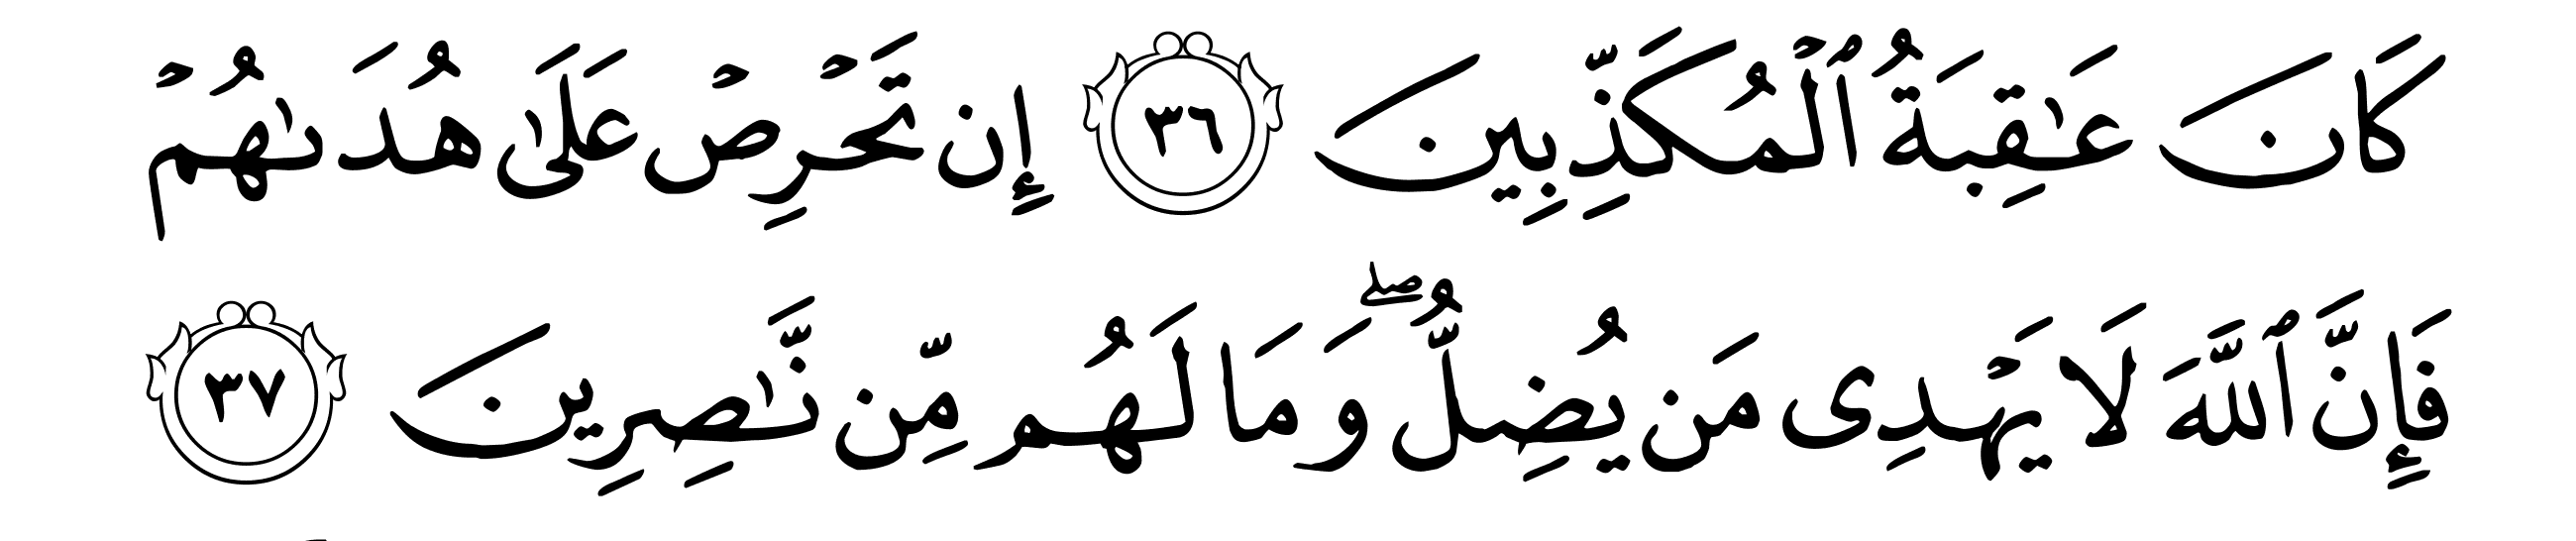 كَانَ عَٰقِبَةُ ٱلْمُكَذِّبِينَ ٣٦ إِن تَحْرِصْ عَلَىٰ هُدَىٰهُمْ
فَإِنَّ ٱللَّهَ لَا يَهْدِى مَن يُضِلُّ ۖ وَمَا لَهُم مِّن نَّٰصِرِينَ ٣٧